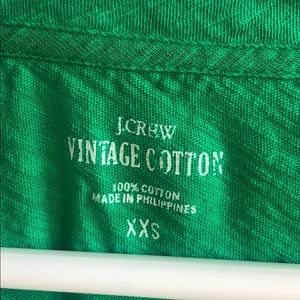 J.CREW
VINTAGE COTTON
100% COTTON
MADE IN PHILIPPINES
XXS